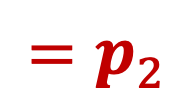 = p₂